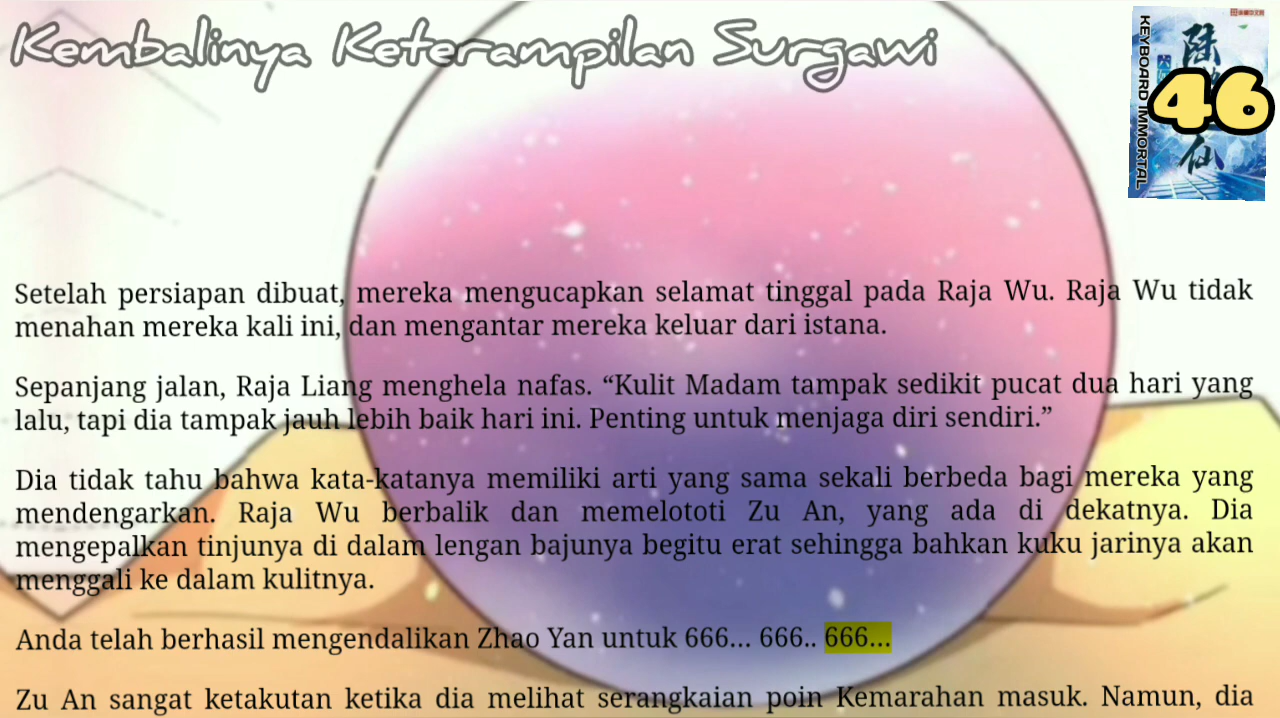 Kembalinya Keterampilan Surgawi
KEYBOARD IMMORTAL
46
Setelah persiapan dibuat, mereka mengucapkan selamat tinggal pada Raja Wu. Raja Wu tidak
menahan mereka kali ini, dan mengantar mereka keluar dari istana.
Sepanjang jalan, Raja Liang menghela nafas. “Kulit Madam tampak sedikit pucat dua hari yang
lalu, tapi dia tampak jauh lebih baik hari ini. Penting untuk menjaga diri sendiri.”
Dia tidak tahu bahwa kata-katanya memiliki arti yang sama sekali berbeda bagi mereka yang
mendengarkan. Raja Wu berbalik dan memelototi Zu An, yang ada di dekatnya. Dia
mengepalkan tinjunya di dalam lengan bajunya begitu erat sehingga bahkan kuku jarinya akan
menggali ke dalam kulitnya.
Anda telah berhasil mengendalikan Zhao Yan untuk 666... 666.. 666...
Zu An sangat ketakutan ketika dia melihat serangkaian poin Kemarahan masuk. Namun, dia